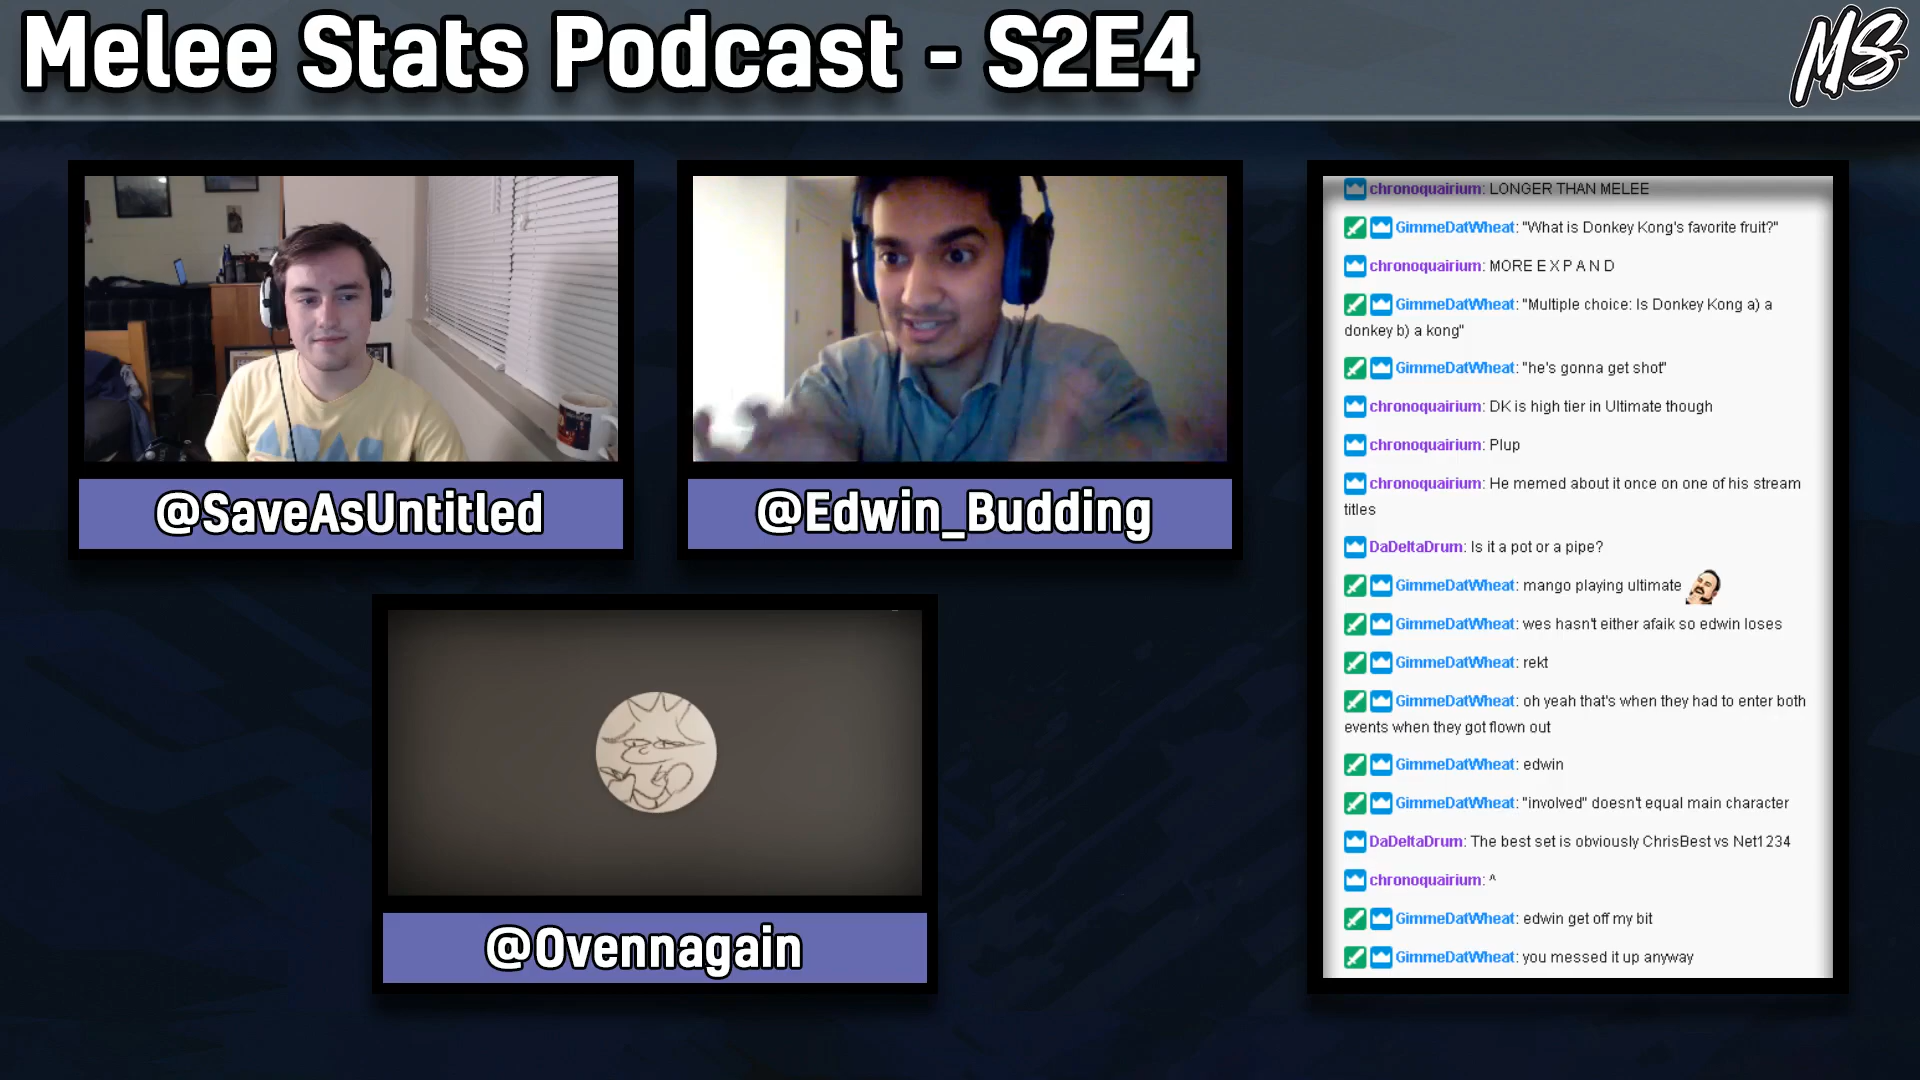 Melee Stats Podcast - S2E4
MS
@SaveAsUntitled
@Edwin_Budding
@Ovennagain
chronoquairium: LONGER THAN MELEE
GimmeDatWheat: "What is Donkey Kong's favorite fruit?"
chronoquairium: MORE E X P A N D
GimmeDatWheat: "Multiple choice: Is Donkey Kong a) a
donkey b) a kong"
GimmeDatWheat: "he's gonna get shot"
chronoquairium: DK is high tier in Ultimate though
chronoquairium: Plup
chronoquairium: He memed about it once on one of his stream
titles
DaDeltaDrum: Is it a pot or a pipe?
GimmeDatWheat: mango playing ultimate
GimmeDatWheat: wes hasn't either afaik so edwin loses
GimmeDatWheat: rekt
GimmeDatWheat: oh yeah that's when they had to enter both
events when they got flown out
GimmeDatWheat: edwin
GimmeDatWheat: "involved" doesn't equal main character
DaDeltaDrum: The best set is obviously ChrisBest vs Net1234
chronoquairium: ^
GimmeDatWheat: edwin get off my bit
GimmeDatWheat: you messed it up anyway